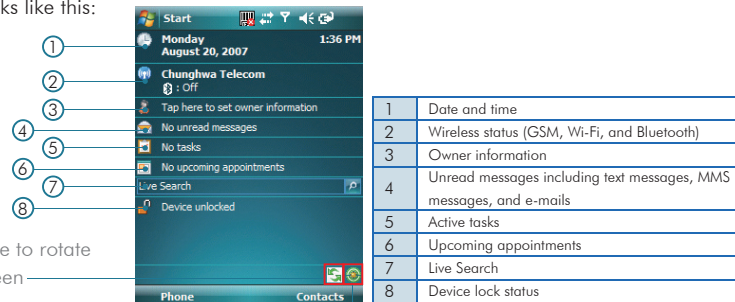 ks like this:
Start
Monday
August 20, 2007
1:36 PM
Chunghwa Telecom
: Off
Tap here to set owner information
No unread messages
No tasks
No upcoming appointments
Live Search
Device unlocked
Phone
Contacts
1
2
3
4
5
6
7
8
e to rotate
een
1 Date and time
2 Wireless status (GSM, Wi-Fi, and Bluetooth)
3 Owner information
4 Unread messages including text messages, MMS
messages, and e-mails
5 Active tasks
6 Upcoming appointments
7 Live Search
8 Device lock status